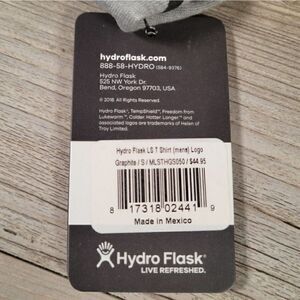 hydroflask.com
888-58-HYDRO (584-9376)
Hydro Flask
525 NW York Dr.
Bend, Oregon 97703, USA
© 2018 All Rights Reserved.
Hydro Flask®, TempShield™, Freedom from
Lukewarm™, Colder. Hotter. Longer™ and
associated logos are trademarks of Helen of
Troy Limited.
Hydro Flask LS T Shirt (mens) Logo
Graphite / S / MLSTHGS050 / $44.95
8 17318 02441 9
Made in Mexico
Hydro Flask®
LIVE REFRESHED.